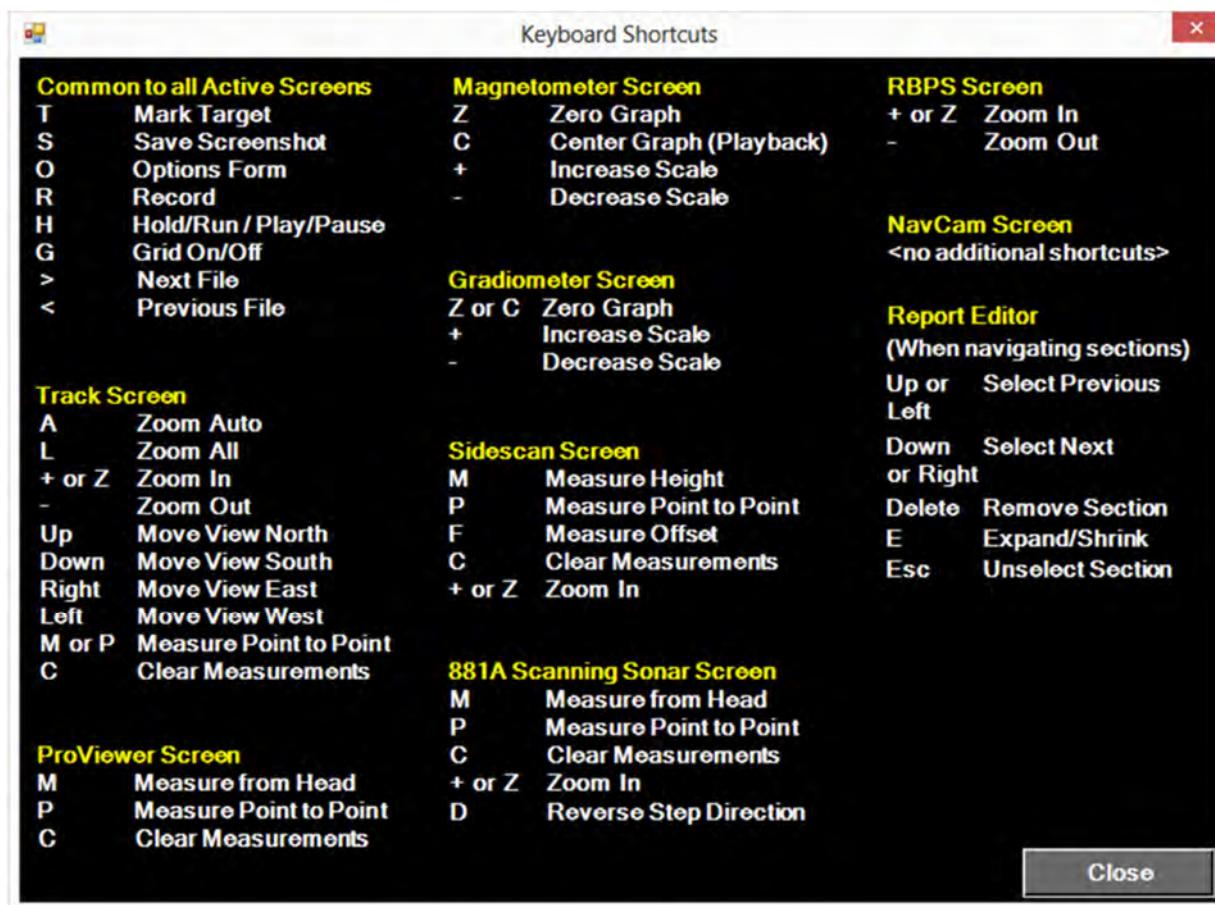 Keyboard Shortcuts
Common to all Active Screens
T Mark Target
S Save Screenshot
O Options Form
R Record
H Hold/Run / Play/Pause
G Grid On/Off
> Next File
< Previous File
Track Screen
A Zoom Auto
L Zoom All
+ or Z Zoom In
- Zoom Out
Up Move View North
Down Move View South
Right Move View East
Left Move View West
M or P Measure Point to Point
C Clear Measurements
ProViewer Screen
M Measure from Head
P Measure Point to Point
C Clear Measurements
Magnetometer Screen
Z Zero Graph
C Center Graph (Playback)
+ Increase Scale
- Decrease Scale
Gradiometer Screen
Z or C Zero Graph
+ Increase Scale
- Decrease Scale
Sidescan Screen
M Measure Height
P Measure Point to Point
F Measure Offset
C Clear Measurements
+ or Z Zoom In
881A Scanning Sonar Screen
M Measure from Head
P Measure Point to Point
C Clear Measurements
+ or Z Zoom In
D Reverse Step Direction
RBPS Screen
+ or Z Zoom In
- Zoom Out
NavCam Screen
<no additional shortcuts>
Report Editor
(When navigating sections)
Up or Select Previous
Left
Down Select Next
or Right
Delete Remove Section
E Expand/Shrink
Esc Unselect Section
Close